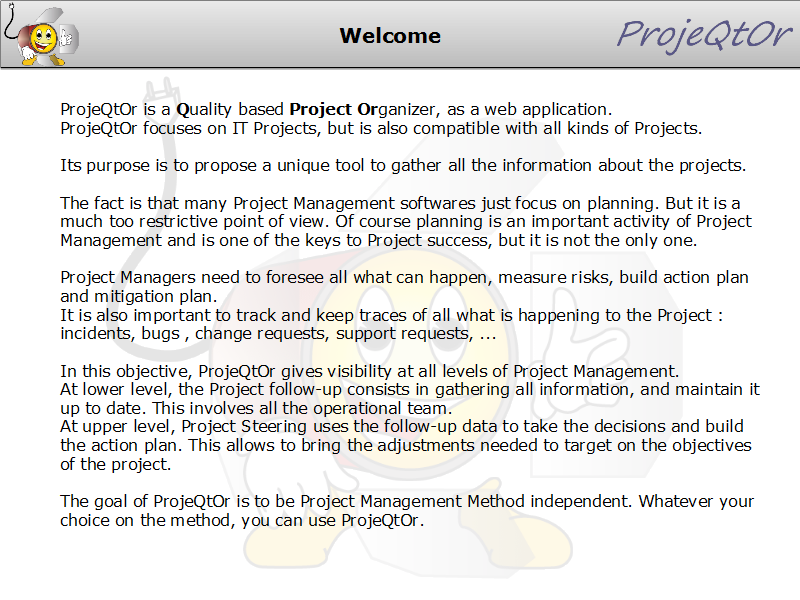 Welcome
ProjeQtOr
ProjeQtOr is a Quality based Project Organizer, as a web application.
ProjeQtOr focuses on IT Projects, but is also compatible with all kinds of Projects.
Its purpose is to propose a unique tool to gather all the information about the projects.
The fact is that many Project Management softwares just focus on planning. But it is a
much too restrictive point of view. Of course planning is an important activity of Project
Management and is one of the keys to Project success, but it is not the only one.
Project Managers need to foresee all what can happen, measure risks, build action plan
and mitigation plan.
It is also important to track and keep traces of all what is happening to the Project :
incidents, bugs , change requests, support requests, ...
In this objective, ProjeQtOr gives visibility at all levels of Project Management.
At lower level, the Project follow-up consists in gathering all information, and maintain it
up to date. This involves all the operational team.
At upper level, Project Steering uses the follow-up data to take the decisions and build
the action plan. This allows to bring the adjustments needed to target on the objectives
of the project.
The goal of ProjeQtOr is to be Project Management Method independent. Whatever your
choice on the method, you can use ProjeQtOr.